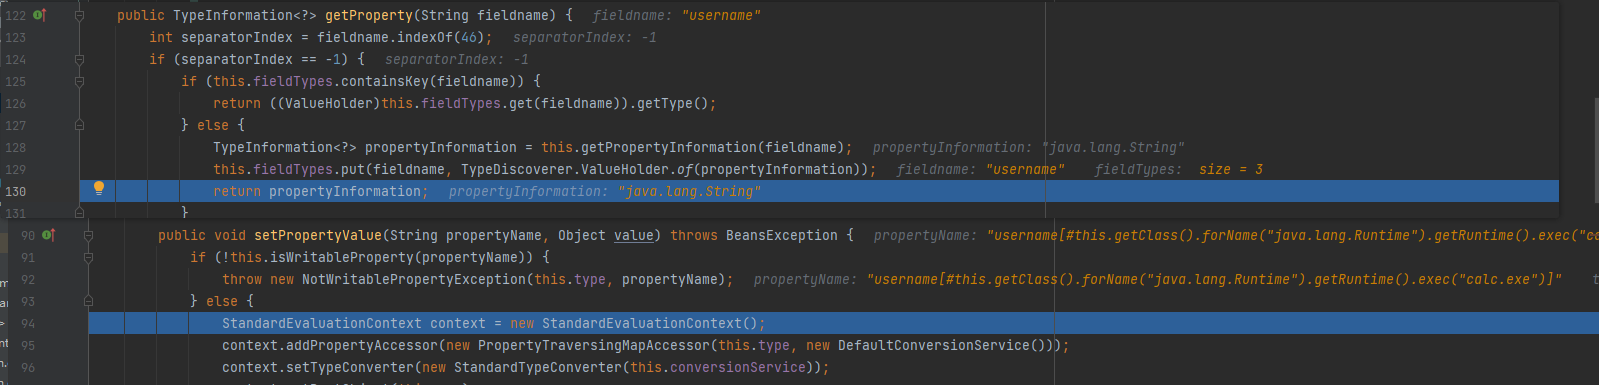 122 public TypeInformation<?> getProperty(String fieldname) { fieldname: "username"
123 int separatorIndex = fieldname.indexOf(46); separatorIndex: -1
124 if (separatorIndex == -1) { separatorIndex: -1
125 if (this.fieldTypes.containsKey(fieldname)) {
126 return ((ValueHolder)this.fieldTypes.get(fieldname)).getType();
127 } else {
128 TypeInformation<?> propertyInformation = this.getPropertyInformation(fieldname); propertyInformation: "java.lang.String"
129 this.fieldTypes.put(fieldname, TypeDiscoverer.ValueHolder.of(propertyInformation)); fieldname: "username" fieldTypes: size = 3
130 return propertyInformation; propertyInformation: "java.lang.String"
131 }
90 public void setPropertyValue(String propertyName, Object value) throws BeansException { propertyName: "username[#this.getClass().forName("java.lang.Runtime").getRuntime().exec("ca
91 if (!this.isWritableProperty(propertyName)) {
92 throw new NotWritablePropertyException(this.type, propertyName); propertyName: "username[#this.getClass().forName("java.lang.Runtime").getRuntime().exec("calc.exe")]" t
93 } else {
94 StandardEvaluationContext context = new StandardEvaluationContext();
95 context.addPropertyAccessor(new PropertyTraversingMapAccessor(this.type, new DefaultConversionService()));
96 context.setTypeConverter(new StandardTypeConverter(this.conversionService));